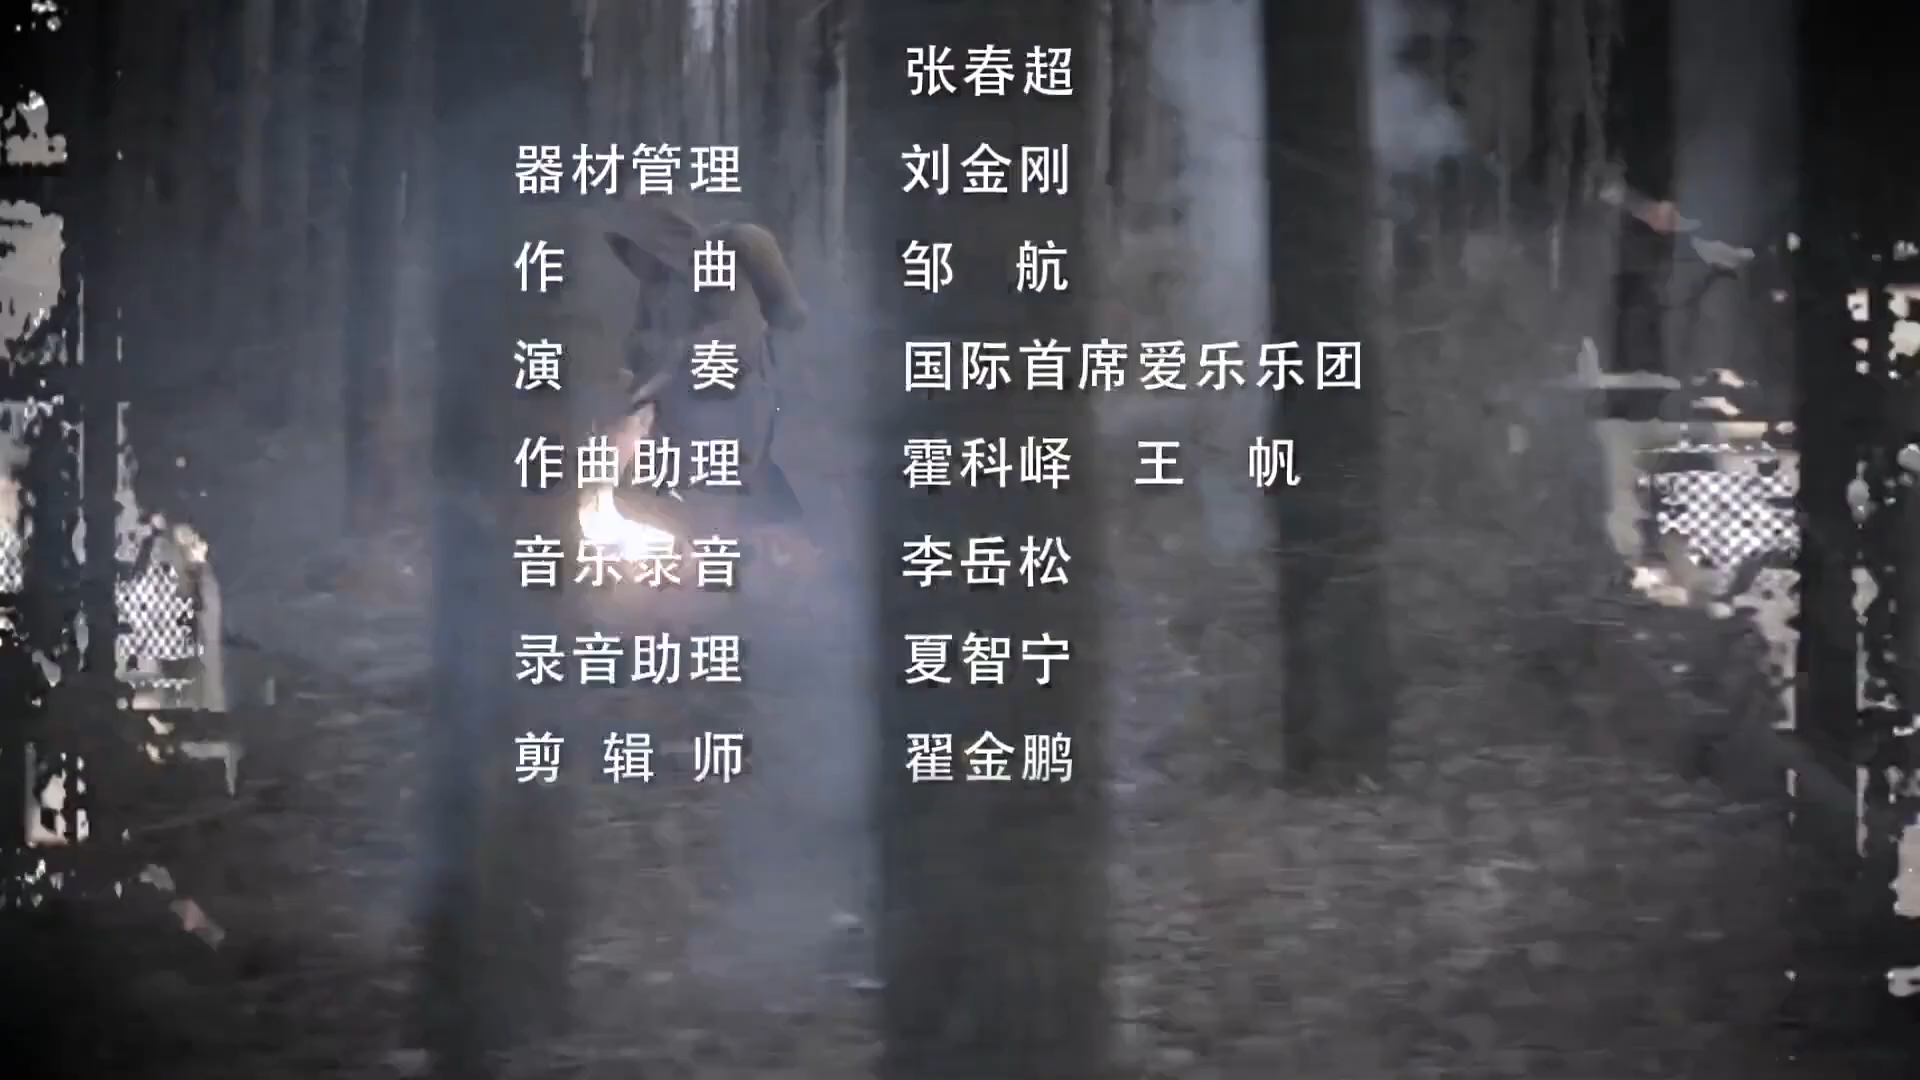 张春超
器材管理 刘金刚
作 曲 邹 航
演 奏 国际首席爱乐乐团
作曲助理 霍科峄 王 帆
音乐录音 李岳松
录音助理 夏智宁
剪 辑 师 翟金鹏